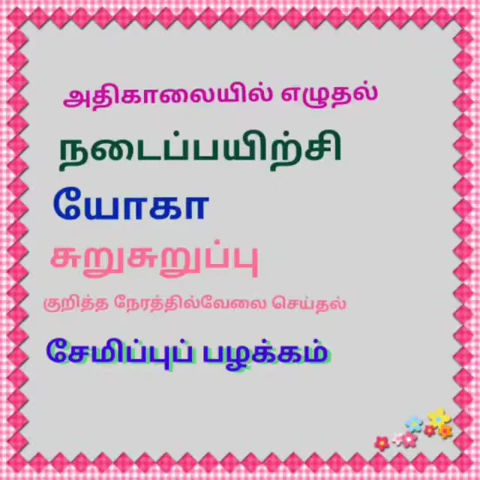 அதிகாலையில் எழுதல்
நடைப்பயிற்சி
யோகா
சுறுசுறுப்பு
குறித்த நேரத்தில்வேலை செய்தல்
சேமிப்புப் பழக்கம்